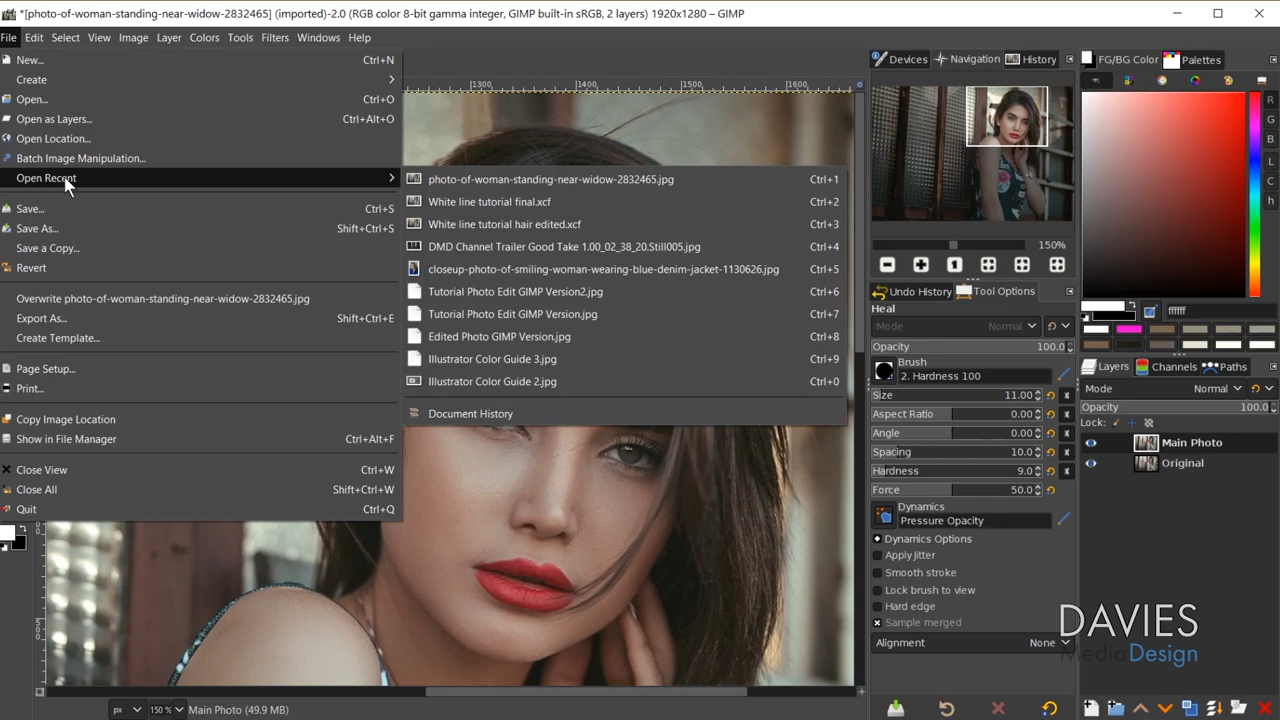 *[photo-of-woman-standing-near-widow-2832465] (imported)-2.0 (RGB color 8-bit gamma integer, GIMP built-in sRGB, 2 layers) 1920x1280 – GIMP
File Edit Select View Image Layer Colors Tools Filters Windows Help
New... Ctrl+N
Create
Open... Ctrl+O
Open as Layers... Ctrl+Alt+O
Open Location...
Batch Image Manipulation...
Open Recent
Save... Ctrl+S
Save As... Shift+Ctrl+S
Save a Copy...
Revert
Overwrite photo-of-woman-standing-near-widow-2832465.jpg
Export As... Shift+Ctrl+E
Create Template...
Page Setup...
Print...
Copy Image Location
Show in File Manager Ctrl+Alt+F
Close View Ctrl+W
Close All Shift+Ctrl+W
Quit Ctrl+Q
1300 1400 1500 1600
photo-of-woman-standing-near-widow-2832465.jpg Ctrl+1
White line tutorial final.xcf Ctrl+2
White line tutorial hair edited.xcf Ctrl+3
DMD Channel Trailer Good Take 1.00_02_38_20.Still005.jpg Ctrl+4
closeup-photo-of-smiling-woman-wearing-blue-denim-jacket-1130626.jpg Ctrl+5
Tutorial Photo Edit GIMP Version2.jpg Ctrl+6
Tutorial Photo Edit GIMP Version.jpg Ctrl+7
Edited Photo GIMP Version.jpg Ctrl+8
Illustrator Color Guide 3.jpg Ctrl+9
Illustrator Color Guide 2.jpg Ctrl+0
Document History
px 150 % Main Photo (49.9 MB)
Devices Navigation History
150%
Undo History Tool Options
Heal
Mode Normal
Opacity 100.0
Brush
2. Hardness 100
Size 11.00
Aspect Ratio 0.00
Angle 0.00
Spacing 10.0
Hardness 9.0
Force 50.0
Dynamics
Pressure Opacity
Dynamics Options
Apply Jitter
Smooth stroke
Lock brush to view
Hard edge
Sample merged
Alignment None
FG/BG Color Palettes
R
G
B
L
C
h
ffffff
Layers Channels Paths
Mode Normal
Opacity 100.0
Lock:
Main Photo
Original
DAVIES
MediaDesign